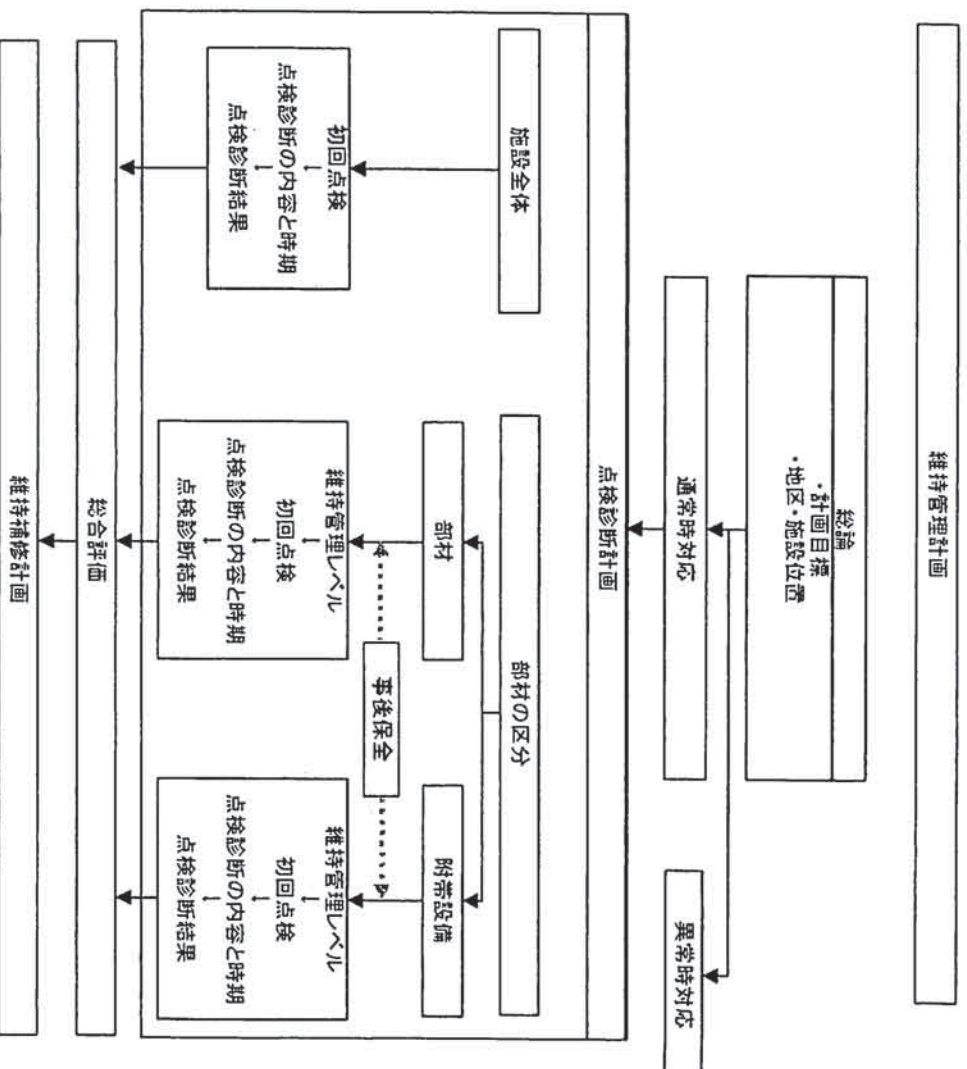 維持管理計画
総論
・計画目標
・地区・施設位置
通常時対応
異常時対応
点検診断計画
施設全体
初回点検
点検診断の内容と時期
点検診断結果
部材の区分
部材
附帯設備
事後保全
維持管理レベル
初回点検
点検診断の内容と時期
点検診断結果
維持管理レベル
初回点検
点検診断の内容と時期
点検診断結果
総合評価
維持補修計画